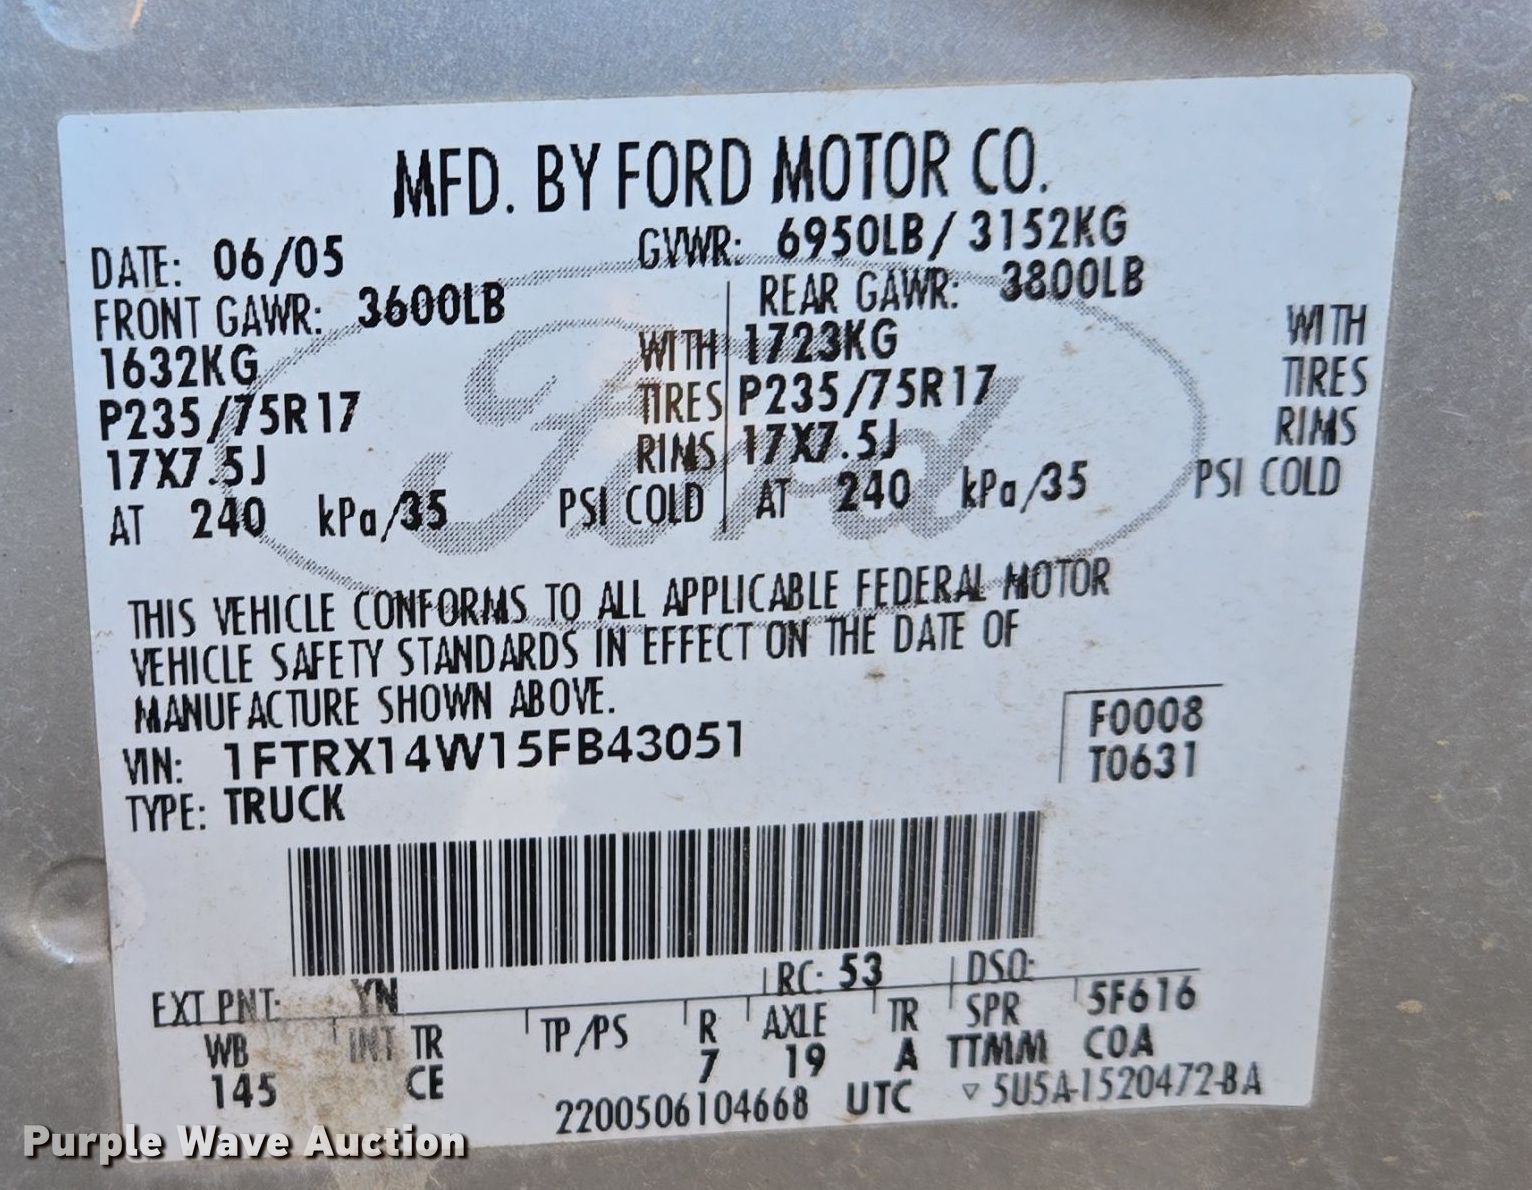 MFD. BY FORD MOTOR CO.
DATE: 06/05 GVWR: 6950LB/ 3152KG
FRONT GAWR: 3600LB REAR GAWR: 3800LB
1632KG WITH 1723KG WITH
P235/75R17 TIRES P235/75R17 TIRES
17X7.5J RIMS 17X7.5J RIMS
AT 240 kPa/35 PSI COLD AT 240 kPa/35 PSI COLD
Ford
THIS VEHICLE CONFORMS TO ALL APPLICABLE FEDERAL MOTOR
VEHICLE SAFETY STANDARDS IN EFFECT ON THE DATE OF
MANUFACTURE SHOWN ABOVE.
VIN: 1FTRX14W15FB43051 F0008
TYPE: TRUCK T0631
EXT PNT: YN RC: 53 DSO:
WB INT TR TP/PS R AXLE TR SPR 5F616
145 CE 7 19 A TTMM C0A
2200506104668 UTC ▽ 5U5A-1520472-BA
Purple Wave Auction